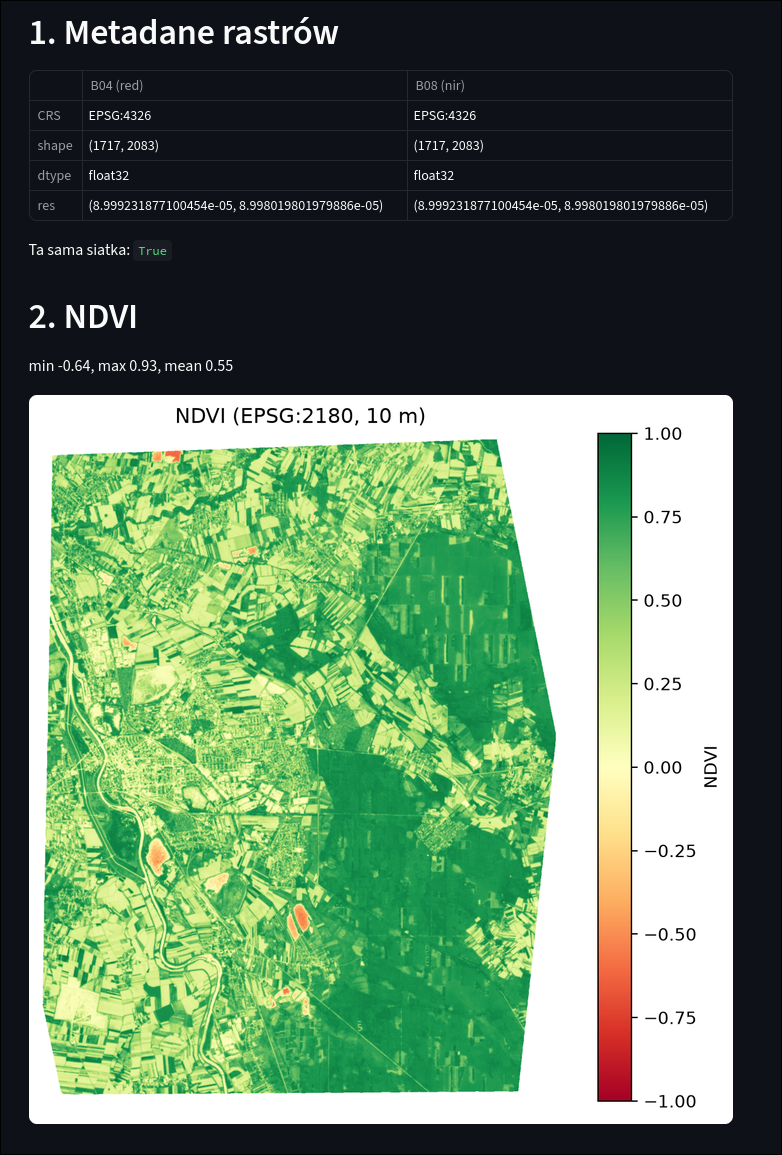 1. Metadane rastrów
B04 (red) B08 (nir)
CRS EPSG:4326 EPSG:4326
shape (1717, 2083) (1717, 2083)
dtype float32 float32
res (8.999231877100454e-05, 8.998019801979886e-05) (8.999231877100454e-05, 8.998019801979886e-05)
Ta sama siatka: True
2. NDVI
min -0.64, max 0.93, mean 0.55
NDVI (EPSG:2180, 10 m)
1.00
0.75
0.50
0.25
0.00
−0.25
−0.50
−0.75
−1.00
NDVI